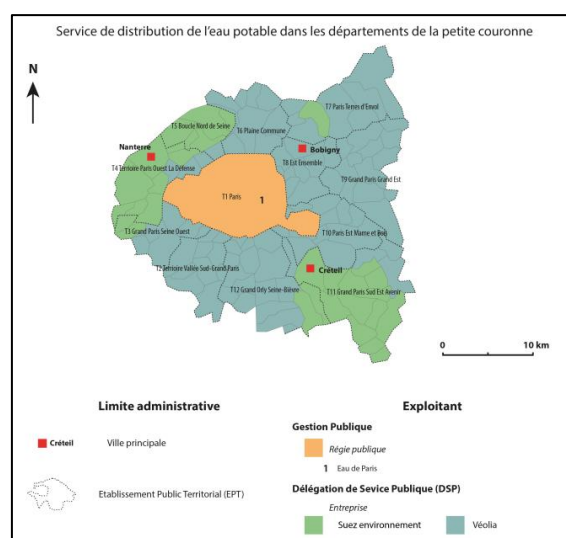 Service de distribution de l'eau potable dans les départements de la petite couronne
N
T7 Paris Terres d'Envol
T5 Boucle Nord de Seine
T6 Plaine Commune
Nanterre
Bobigny
T4 Territoire Paris Ouest La Défense
T8 Est Ensemble
T9 Grand Paris Grand Est
T1 Paris
1
T3 Grand Paris Seine Ouest
T10 Paris Est Marne et Bois
T2 Territoire Vallée Sud-Grand Paris
Créteil
T12 Grand Orly Seine-Bièvre
T11 Grand Paris Sud Est Avenir
0 10 km
Limite administrative
Exploitant
Gestion Publique
Créteil
Ville principale
Régie publique
1 Eau de Paris
Etablissement Public Territorial (EPT)
Délégation de Sevice Publique (DSP)
Entreprise
Suez environnement
Véolia